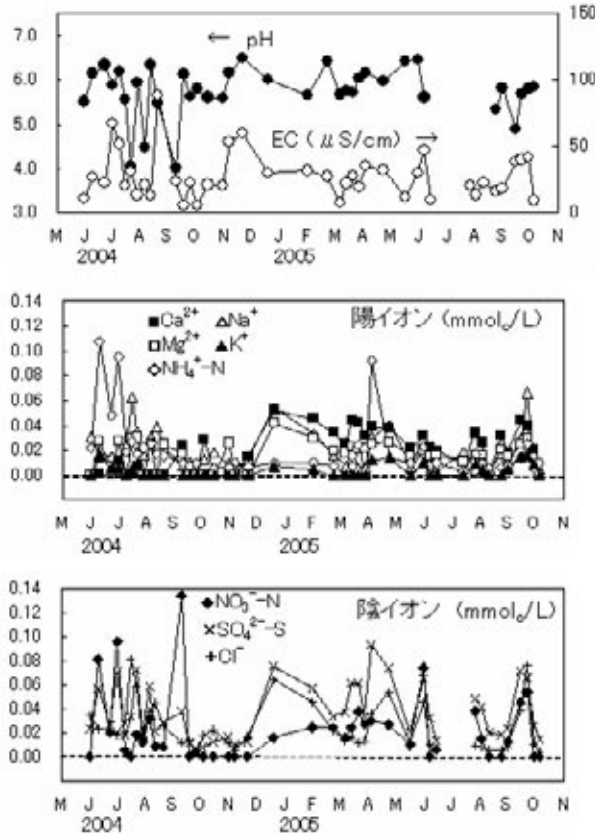 7.0
6.0
5.0
4.0
3.0
150
100
50
0
← pH
EC (μS/cm) →
M J J A S O N D J F M A M J J A S O N
2004 2005
0.14
0.12
0.10
0.08
0.06
0.04
0.02
0.00
Ca²⁺ Na⁺
Mg²⁺ K⁺
NH₄⁺-N
陽イオン (mmolc/L)
M J J A S O N D J F M A M J J A S O N
2004 2005
0.14
0.12
0.10
0.08
0.06
0.04
0.02
0.00
NO₃⁻-N
SO₄²⁻-S
Cl⁻
陰イオン (mmolc/L)
M J J A S O N D J F M A M J J A S O N
2004 2005